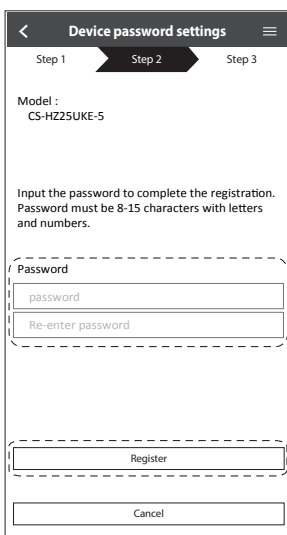 Device password settings
Step 1 Step 2 Step 3
Model :
CS-HZ25UKE-5
Input the password to complete the registration.
Password must be 8-15 characters with letters
and numbers.
Password
password
Re-enter password
Register
Cancel